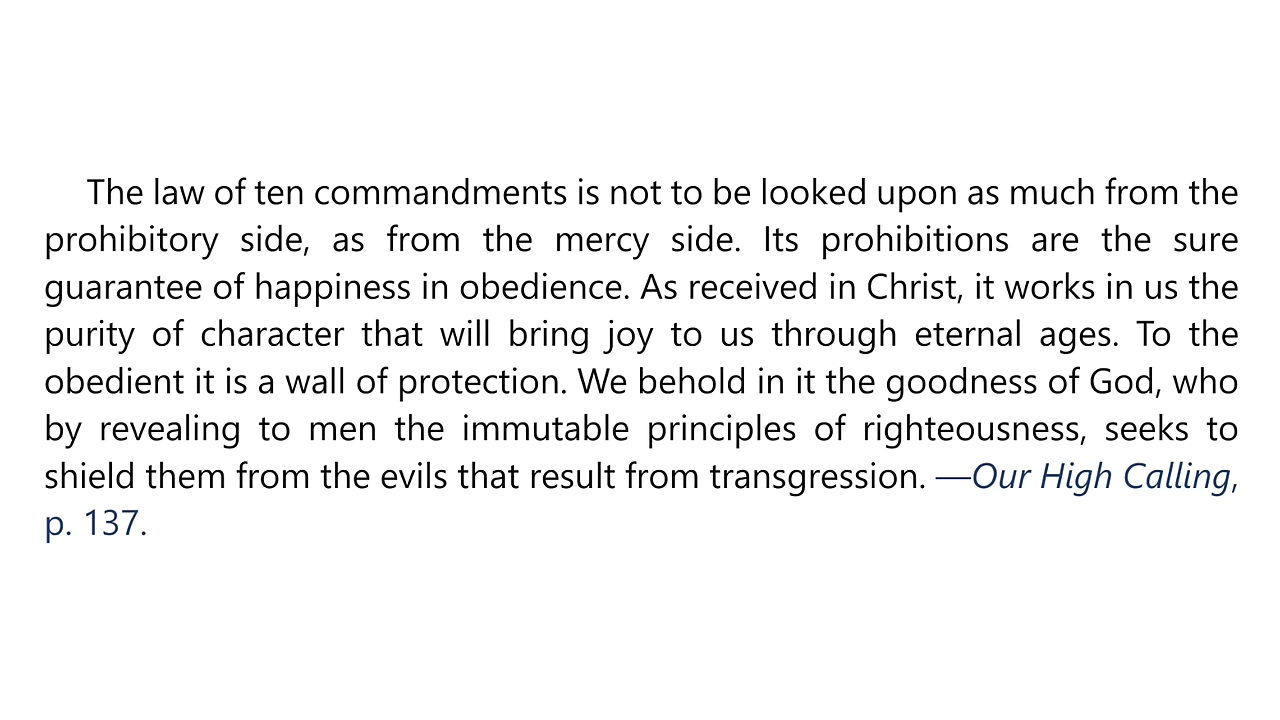 The law of ten commandments is not to be looked upon as much from the
prohibitory side, as from the mercy side. Its prohibitions are the sure
guarantee of happiness in obedience. As received in Christ, it works in us the
purity of character that will bring joy to us through eternal ages. To the
obedient it is a wall of protection. We behold in it the goodness of God, who
by revealing to men the immutable principles of righteousness, seeks to
shield them from the evils that result from transgression. —Our High Calling,
p. 137.